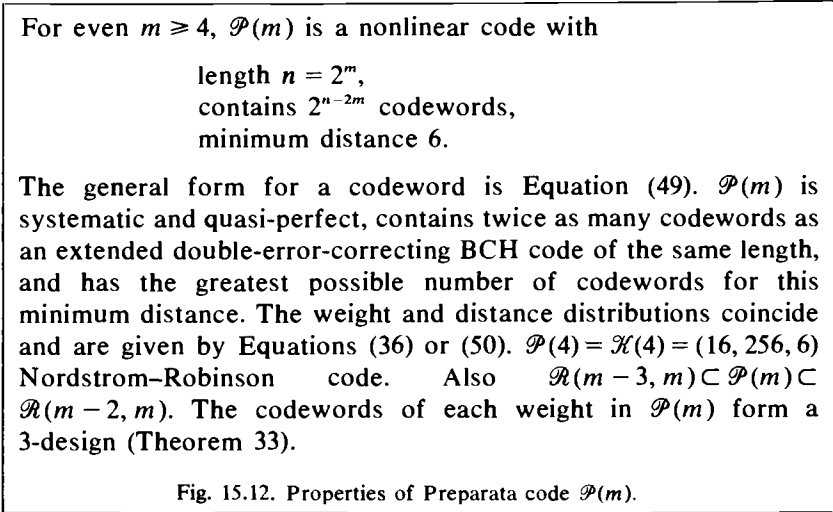 For even m ≥ 4, 𝒫(m) is a nonlinear code with
length n = 2^m,
contains 2^{n-2m} codewords,
minimum distance 6.
The general form for a codeword is Equation (49). 𝒫(m) is
systematic and quasi-perfect, contains twice as many codewords as
an extended double-error-correcting BCH code of the same length,
and has the greatest possible number of codewords for this
minimum distance. The weight and distance distributions coincide
and are given by Equations (36) or (50). 𝒫(4) = 𝒦(4) = (16, 256, 6)
Nordstrom–Robinson code. Also ℛ(m − 3, m) ⊂ 𝒫(m) ⊂
ℛ(m − 2, m). The codewords of each weight in 𝒫(m) form a
3-design (Theorem 33).
Fig. 15.12. Properties of Preparata code 𝒫(m).